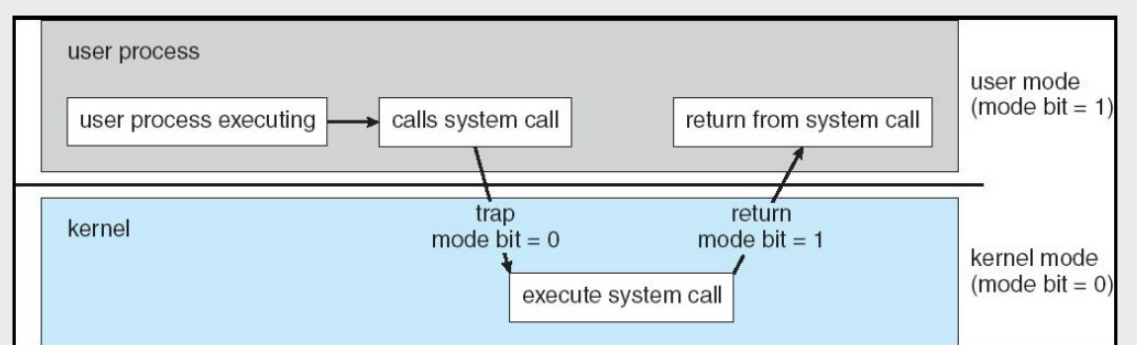 user process
user process executing
calls system call
return from system call
user mode
(mode bit = 1)
kernel
trap
mode bit = 0
return
mode bit = 1
execute system call
kernel mode
(mode bit = 0)